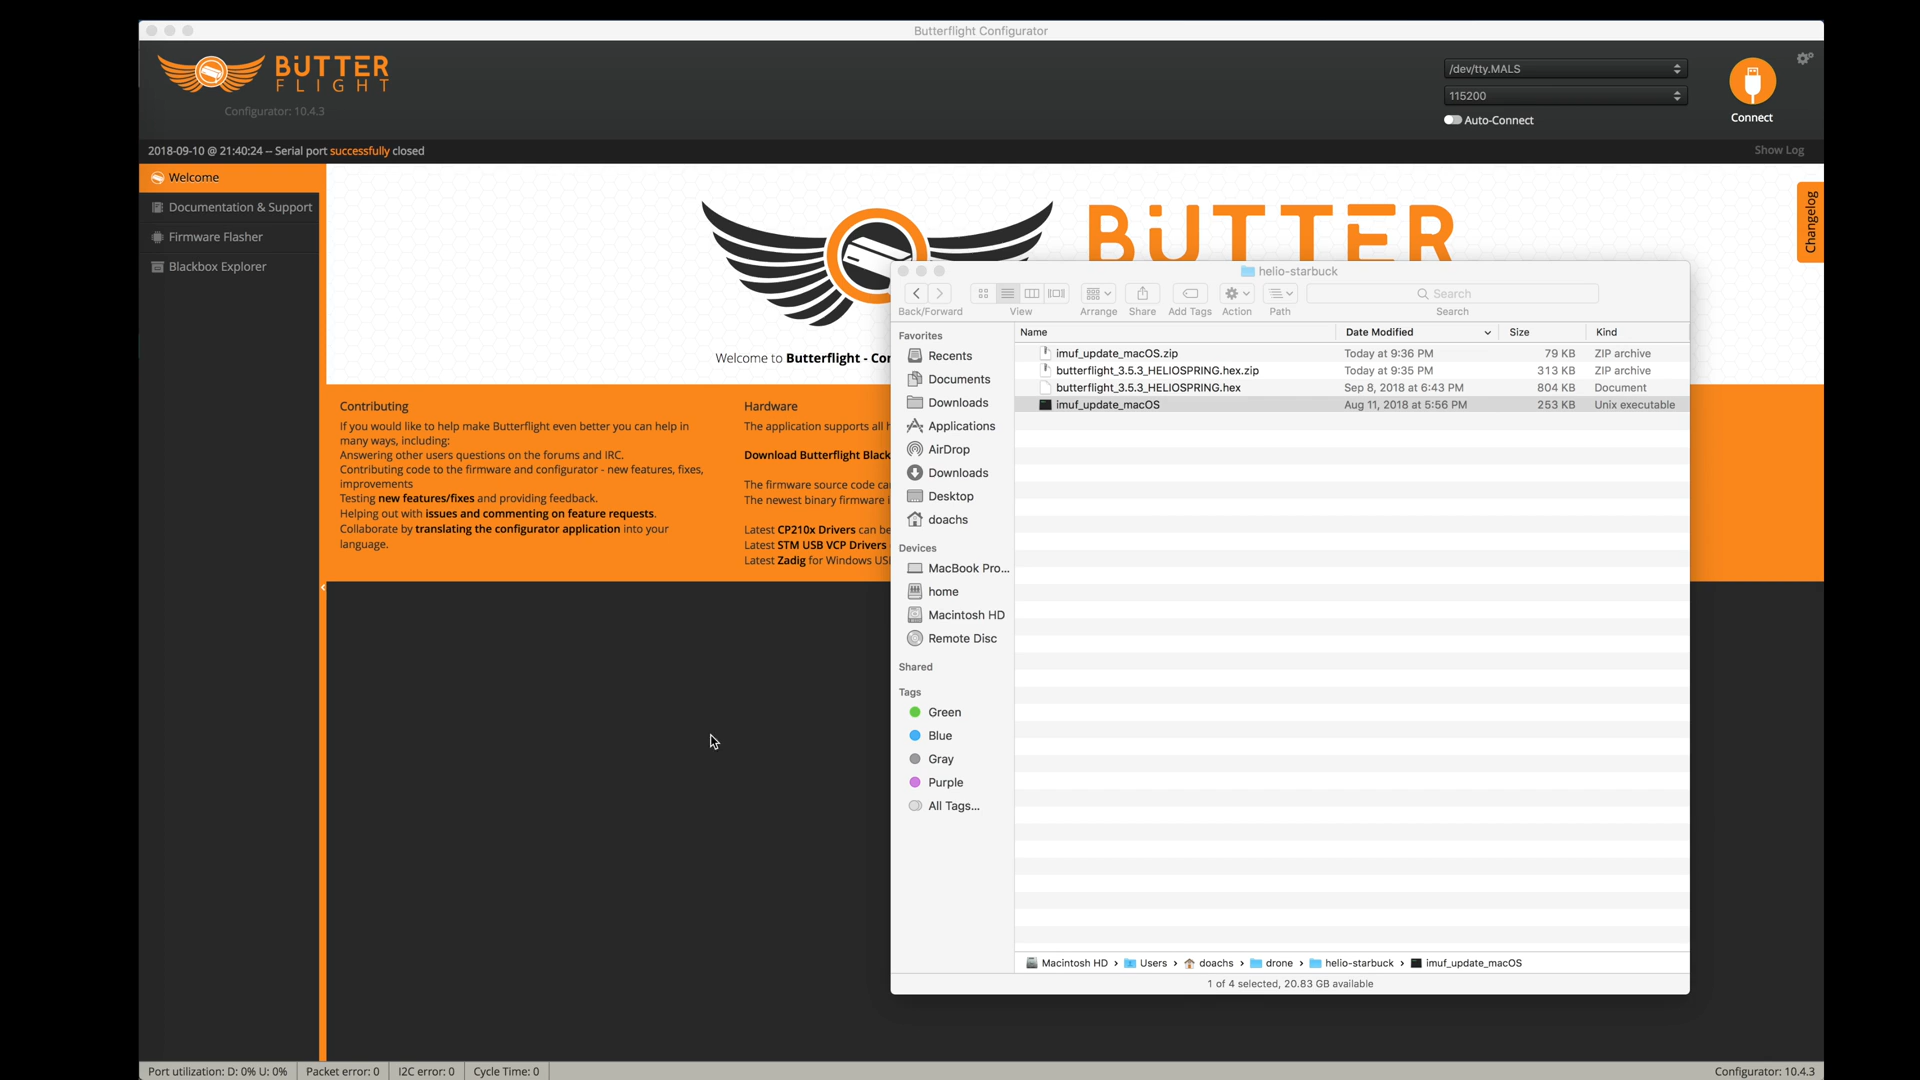 Butterflight Configurator
BUTTER
FLIGHT
Configurator: 10.4.3
/dev/tty.MALS
115200
Auto-Connect
Connect
2018-09-10 @ 21:40:24 -- Serial port successfully closed
Show Log
Welcome
Documentation & Support
Firmware Flasher
Blackbox Explorer
BUTTER
Changelog
Welcome to Butterflight - Con
Contributing
If you would like to help make Butterflight even better you can help in
many ways, including:
Answering other users questions on the forums and IRC.
Contributing code to the firmware and configurator - new features, fixes,
improvements
Testing new features/fixes and providing feedback.
Helping out with issues and commenting on feature requests.
Collaborate by translating the configurator application into your
language.
Hardware
The application supports all h
Download Butterflight Black
The firmware source code ca
The newest binary firmware i
Latest CP210x Drivers can be
Latest STM USB VCP Drivers
Latest Zadig for Windows USB
helio-starbuck
Search
Back/Forward
View
Arrange
Share
Add Tags
Action
Path
Search
Favorites
Recents
Documents
Downloads
Applications
AirDrop
Downloads
Desktop
doachs
Devices
MacBook Pro...
home
Macintosh HD
Remote Disc
Shared
Tags
Green
Blue
Gray
Purple
All Tags...
Name Date Modified Size Kind
imuf_update_macOS.zip Today at 9:36 PM 79 KB ZIP archive
butterflight_3.5.3_HELIOSPRING.hex.zip Today at 9:35 PM 313 KB ZIP archive
butterflight_3.5.3_HELIOSPRING.hex Sep 8, 2018 at 6:43 PM 804 KB Document
imuf_update_macOS Aug 11, 2018 at 5:56 PM 253 KB Unix executable
Macintosh HD › Users › doachs › drone › helio-starbuck › imuf_update_macOS
1 of 4 selected, 20.83 GB available
Port utilization: D: 0% U: 0% Packet error: 0 I2C error: 0 Cycle Time: 0
Configurator: 10.4.3